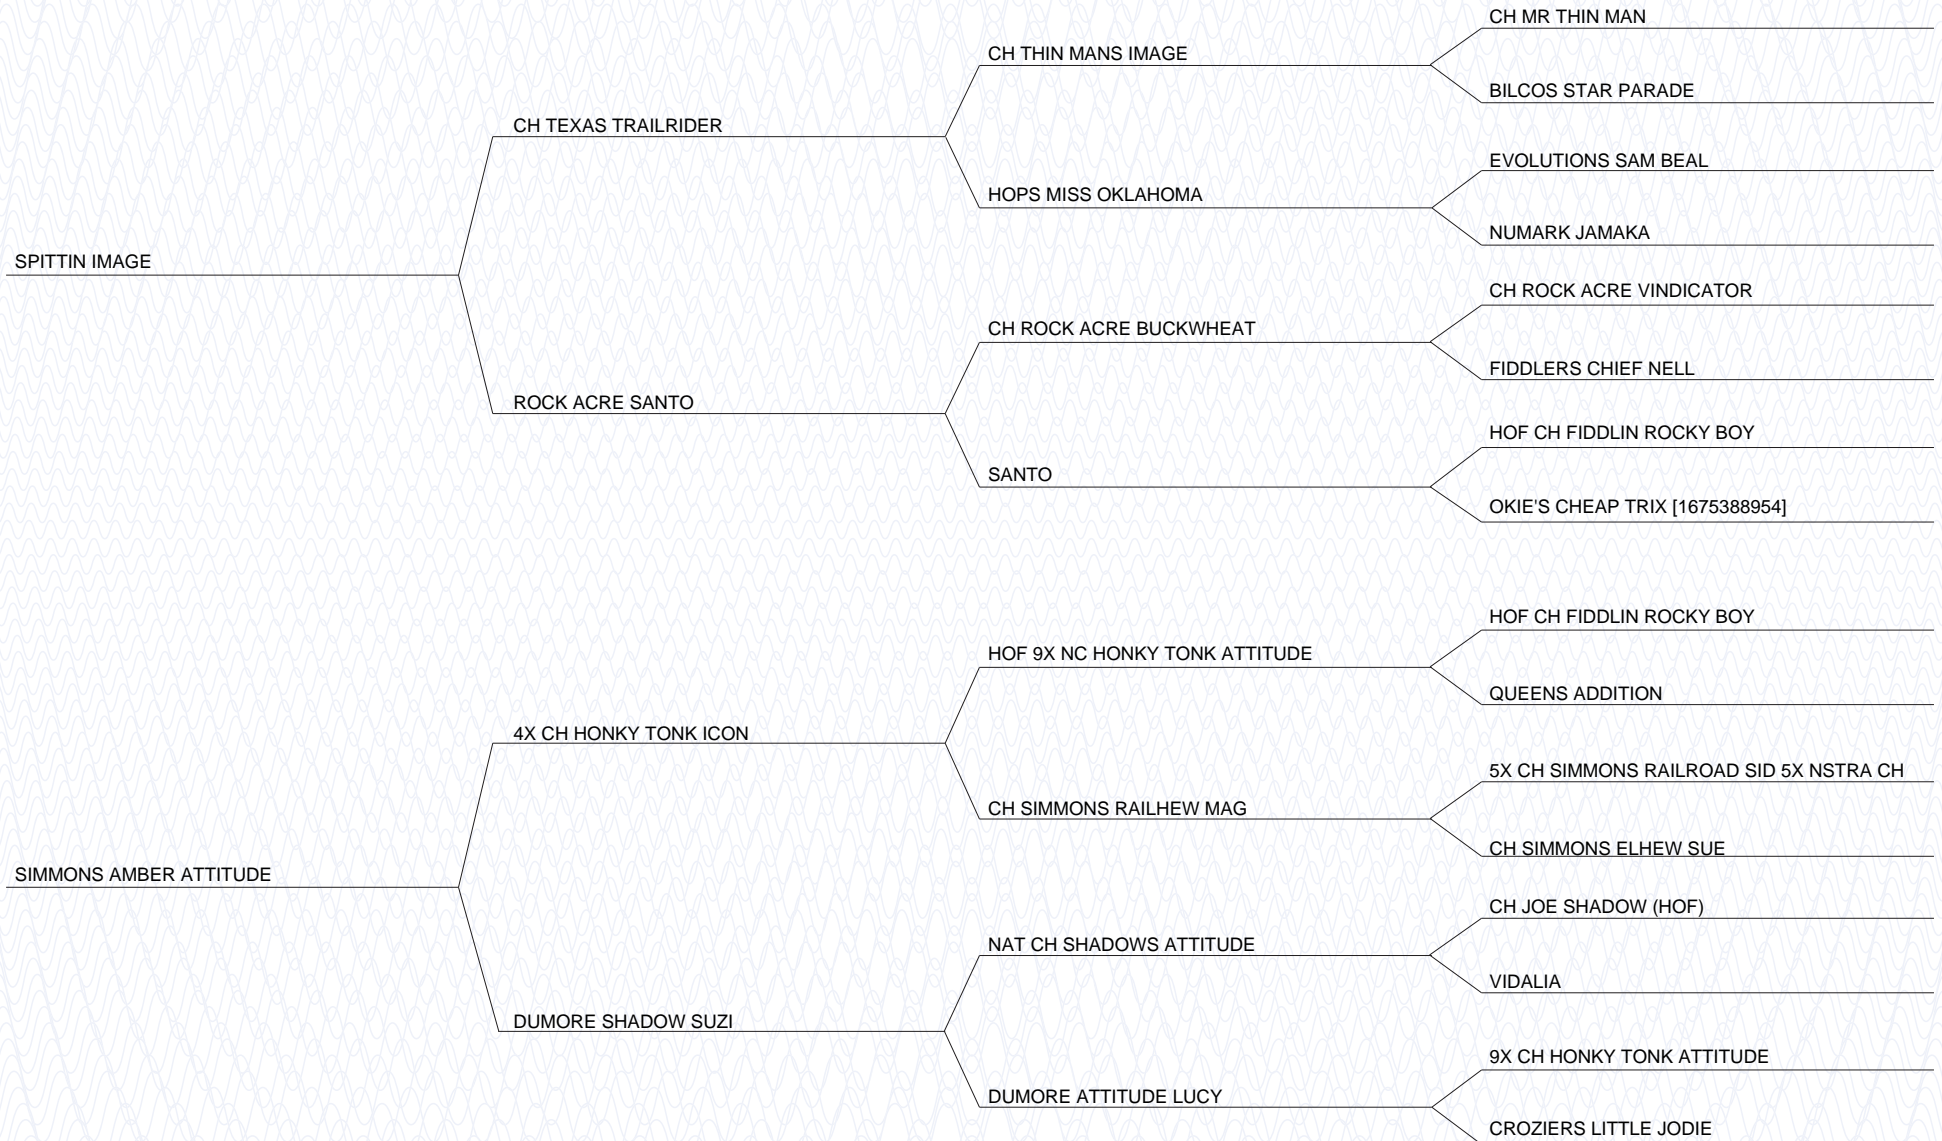 CH MR THIN MAN
CH THIN MANS IMAGE
BILCOS STAR PARADE
CH TEXAS TRAILRIDER
EVOLUTIONS SAM BEAL
HOPS MISS OKLAHOMA
NUMARK JAMAKA
SPITTIN IMAGE
CH ROCK ACRE VINDICATOR
CH ROCK ACRE BUCKWHEAT
FIDDLERS CHIEF NELL
ROCK ACRE SANTO
HOF CH FIDDLIN ROCKY BOY
SANTO
OKIE'S CHEAP TRIX [1675388954]
HOF CH FIDDLIN ROCKY BOY
HOF 9X NC HONKY TONK ATTITUDE
QUEENS ADDITION
4X CH HONKY TONK ICON
5X CH SIMMONS RAILROAD SID 5X NSTRA CH
CH SIMMONS RAILHEW MAG
CH SIMMONS ELHEW SUE
SIMMONS AMBER ATTITUDE
CH JOE SHADOW (HOF)
NAT CH SHADOWS ATTITUDE
VIDALIA
DUMORE SHADOW SUZI
9X CH HONKY TONK ATTITUDE
DUMORE ATTITUDE LUCY
CROZIERS LITTLE JODIE